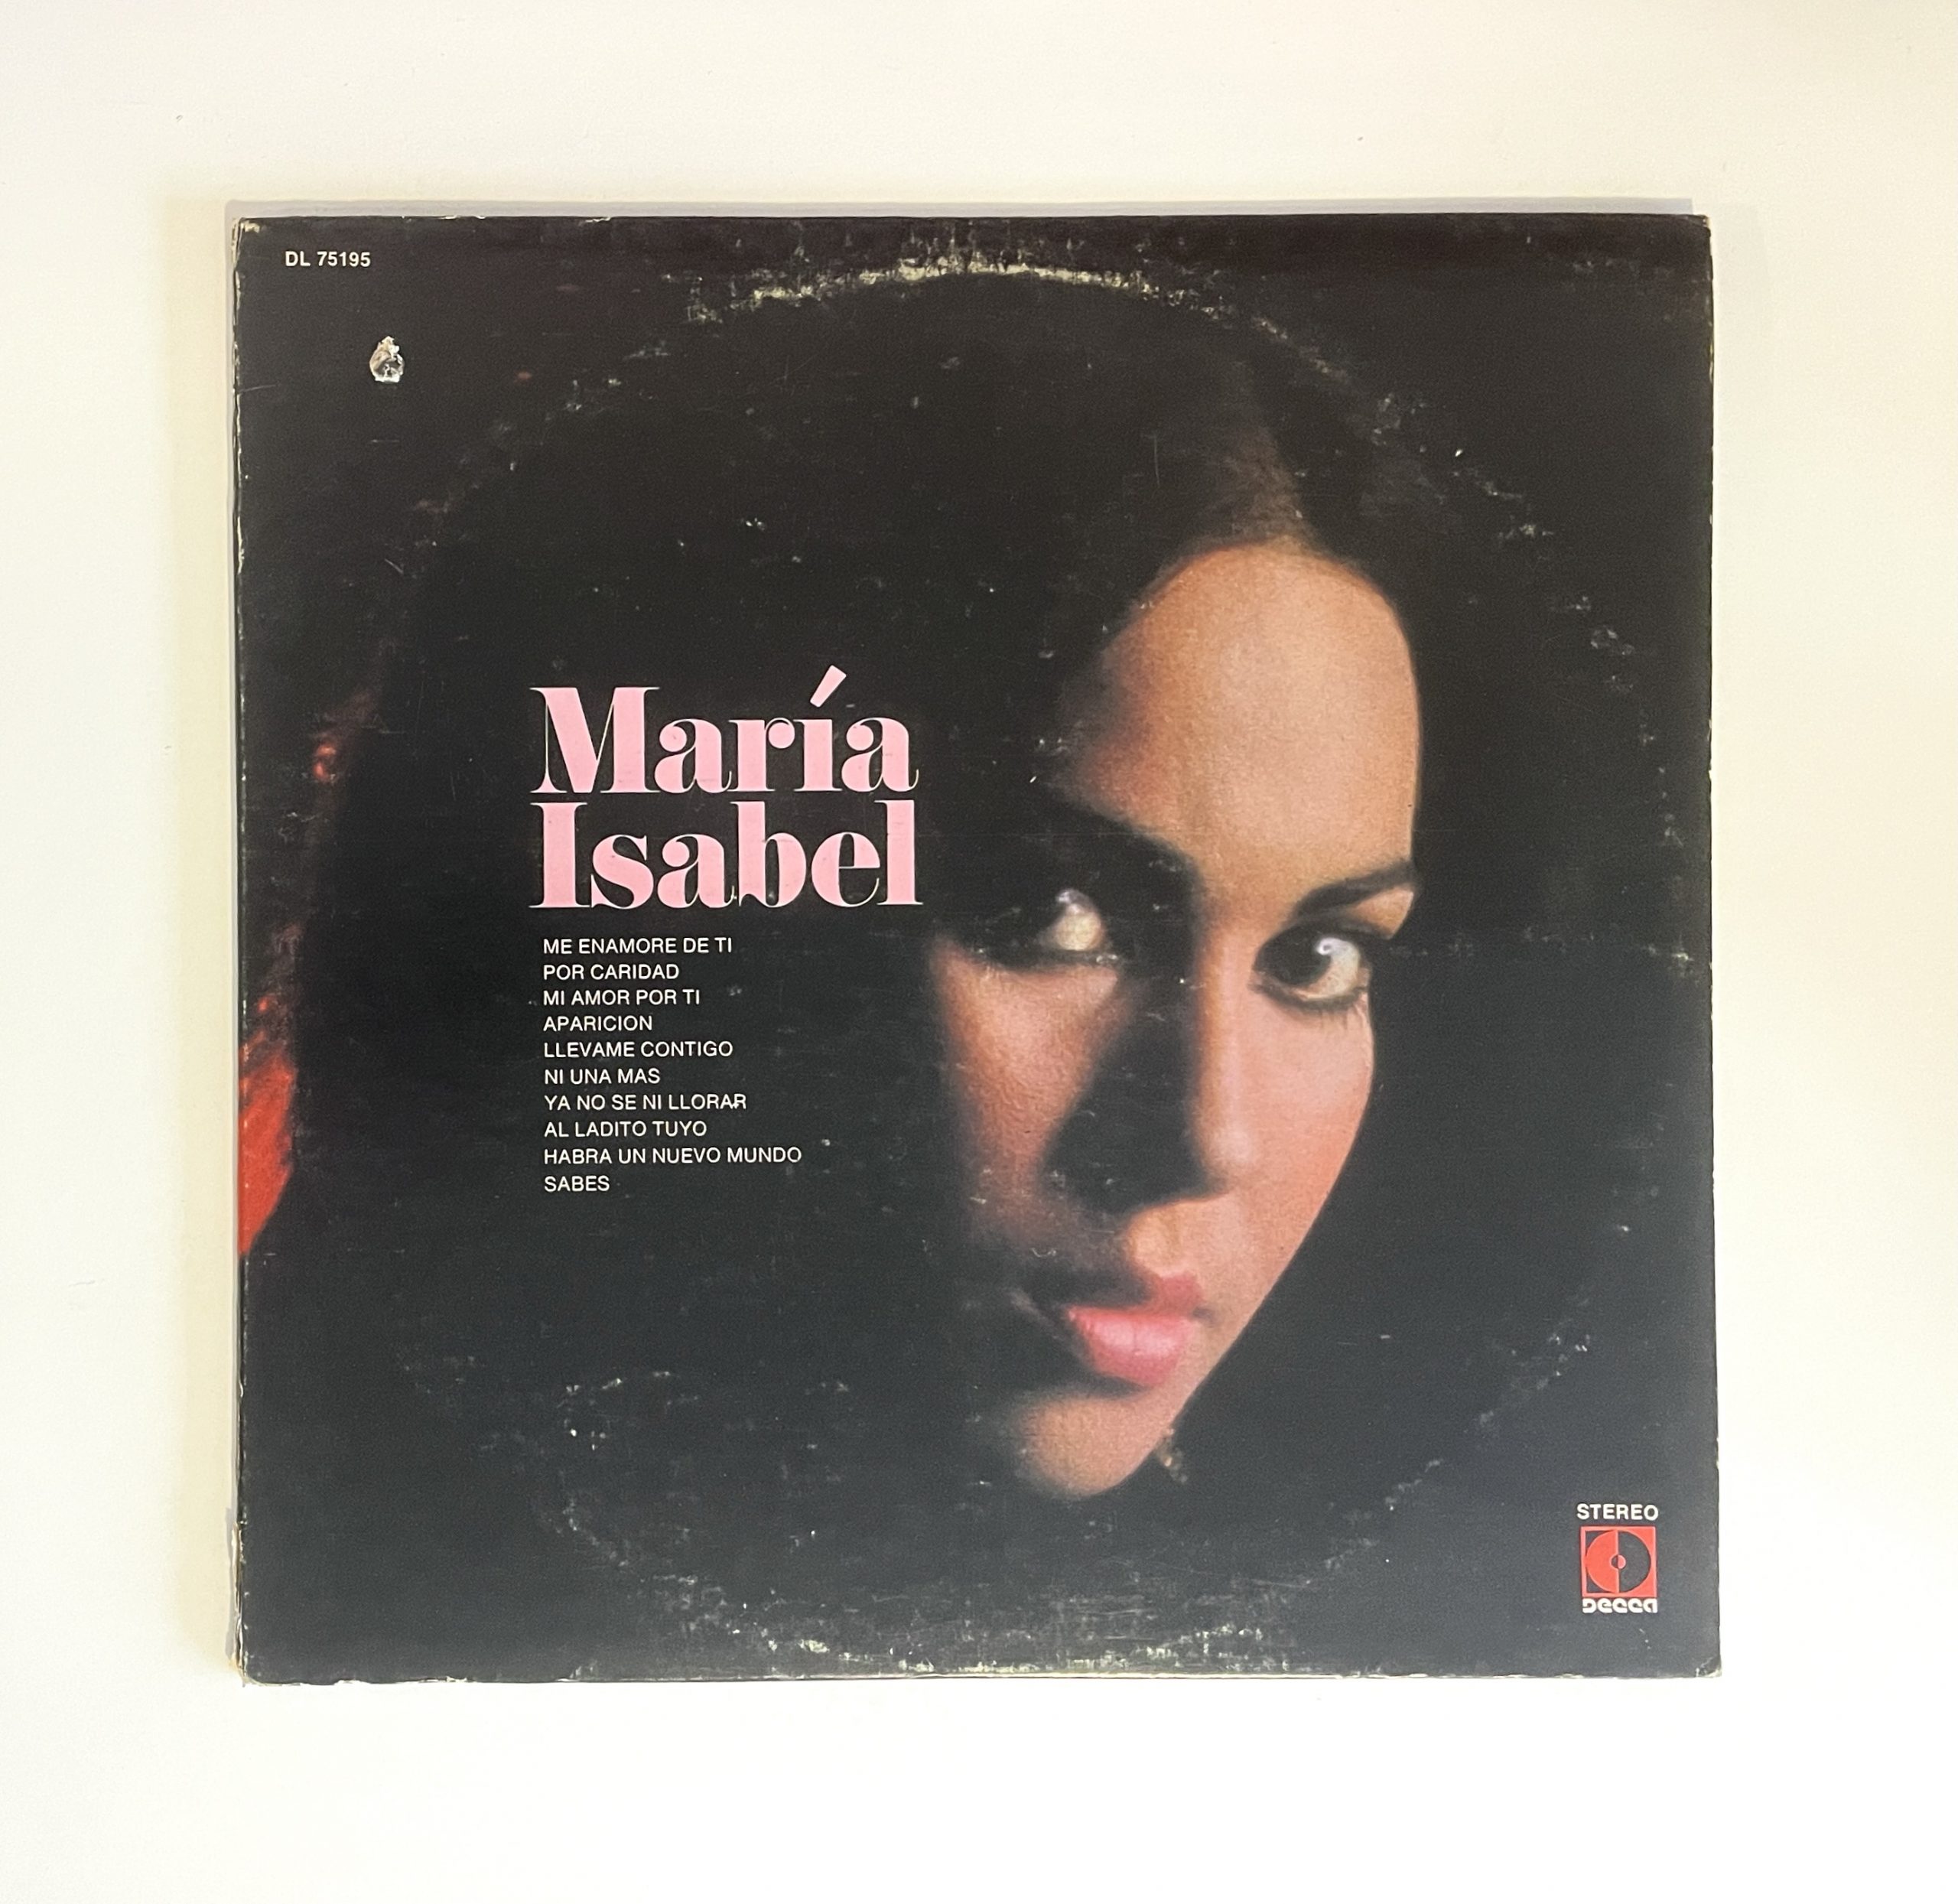 DL 75195
María
Isabel
ME ENAMORE DE TI
POR CARIDAD
MI AMOR POR TI
APARICION
LLEVAME CONTIGO
NI UNA MAS
YA NO SE NI LLORAR
AL LADITO TUYO
HABRA UN NUEVO MUNDO
SABES
STEREO
DECCA